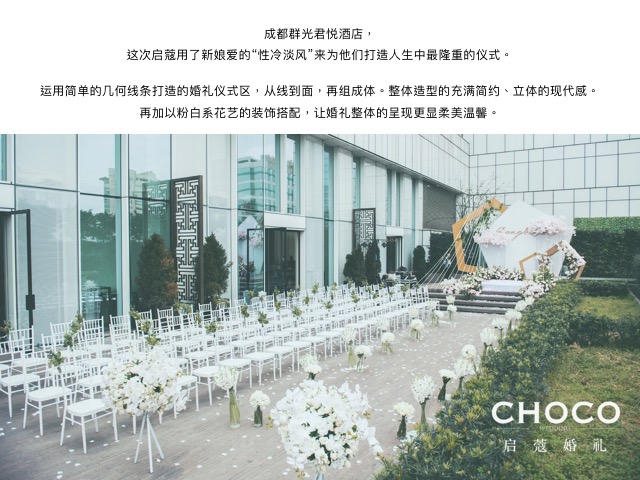 成都群光君悦酒店，
这次启蔻用了新娘爱的“性冷淡风”来为他们打造人生中最隆重的仪式。
运用简单的几何线条打造的婚礼仪式区，从线到面，再组成体。整体造型的充满简约、立体的现代感。
再加以粉白系花艺的装饰搭配，让婚礼整体的呈现更显柔美温馨。
CHOCO
启蔻婚礼